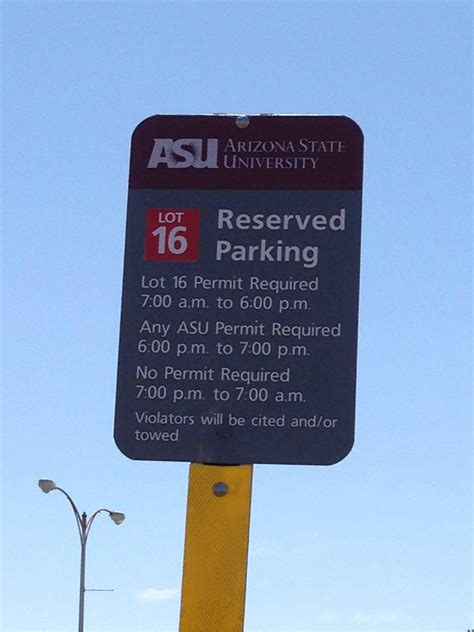 ASU ARIZONA STATE
UNIVERSITY
LOT
16
Reserved
Parking
Lot 16 Permit Required
7:00 a.m. to 6:00 p.m.
Any ASU Permit Required
6:00 p.m. to 7:00 p.m.
No Permit Required
7:00 p.m. to 7:00 a.m.
Violators will be cited and/or
towed